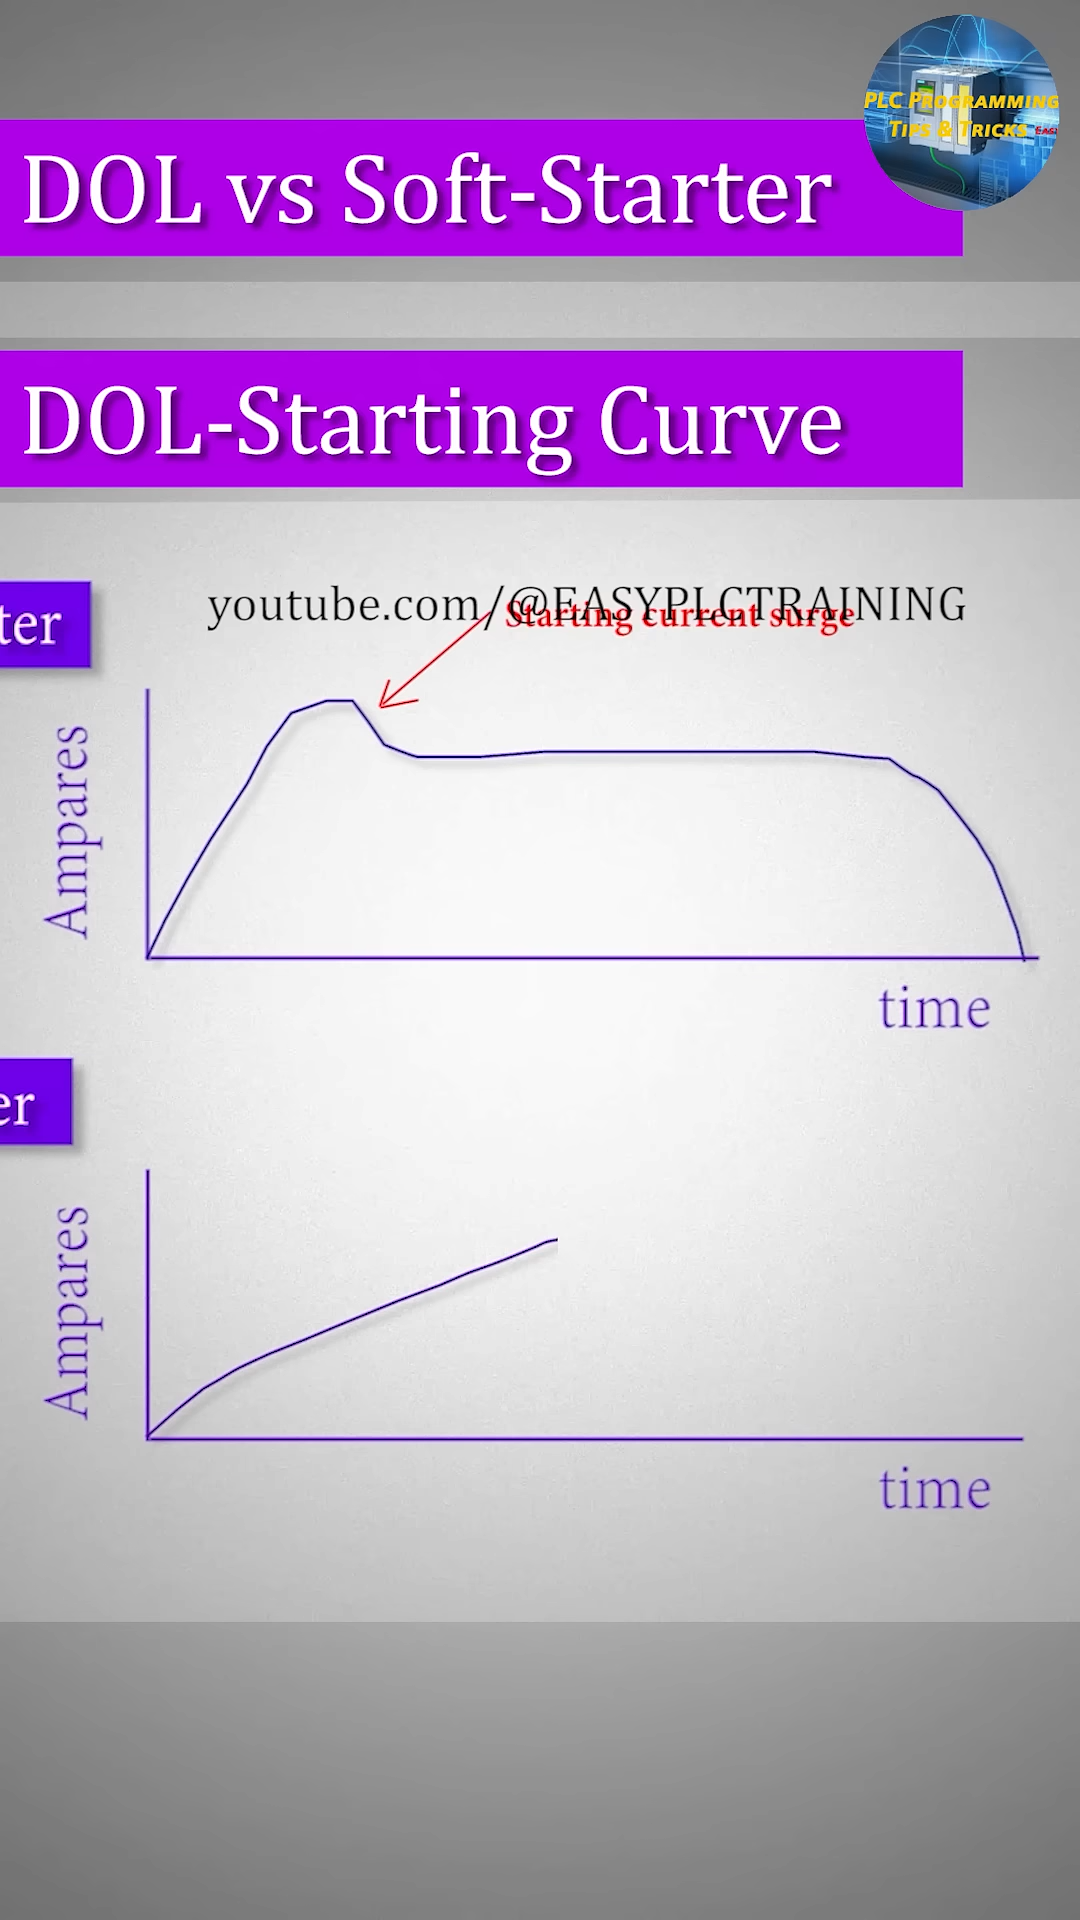 PLC Programming
Tips & Tricks
DOL vs Soft-Starter
DOL-Starting Curve
ter
youtube.com/@EASYPLCTRAINING
Starting current surge
Ampares
time
er
Ampares
time